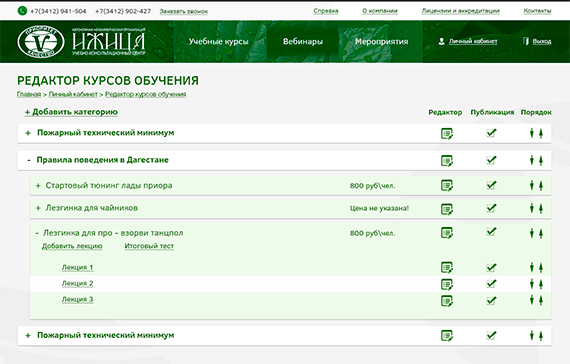 +7(3412) 941-504 +7(3412) 902-427 Заказать звонок Справка О компании Лицензии и аккредитации Контакты
АВТОНОМНАЯ НЕКОММЕРЧЕСКАЯ ОРГАНИЗАЦИЯ
ИЖИЦА
УЧЕБНО-КОНСУЛЬТАЦИОННЫЙ ЦЕНТР
Учебные курсы Вебинары Мероприятия Личный кабинет Выход
РЕДАКТОР КУРСОВ ОБУЧЕНИЯ
Главная > Личный кабинет > Редактор курсов обучения
+ Добавить категорию Редактор Публикация Порядок
+ Пожарный технический минимум
- Правила поведения в Дагестане
+ Стартовый тюнинг лады приора 800 руб\чел.
+ Лезгинка для чайников Цена не указана!
- Лезгинка для про - взорви танцпол 800 руб\чел.
Добавить лекцию Итоговый тест
Лекция 1
Лекция 2
Лекция 3
+ Пожарный технический минимум